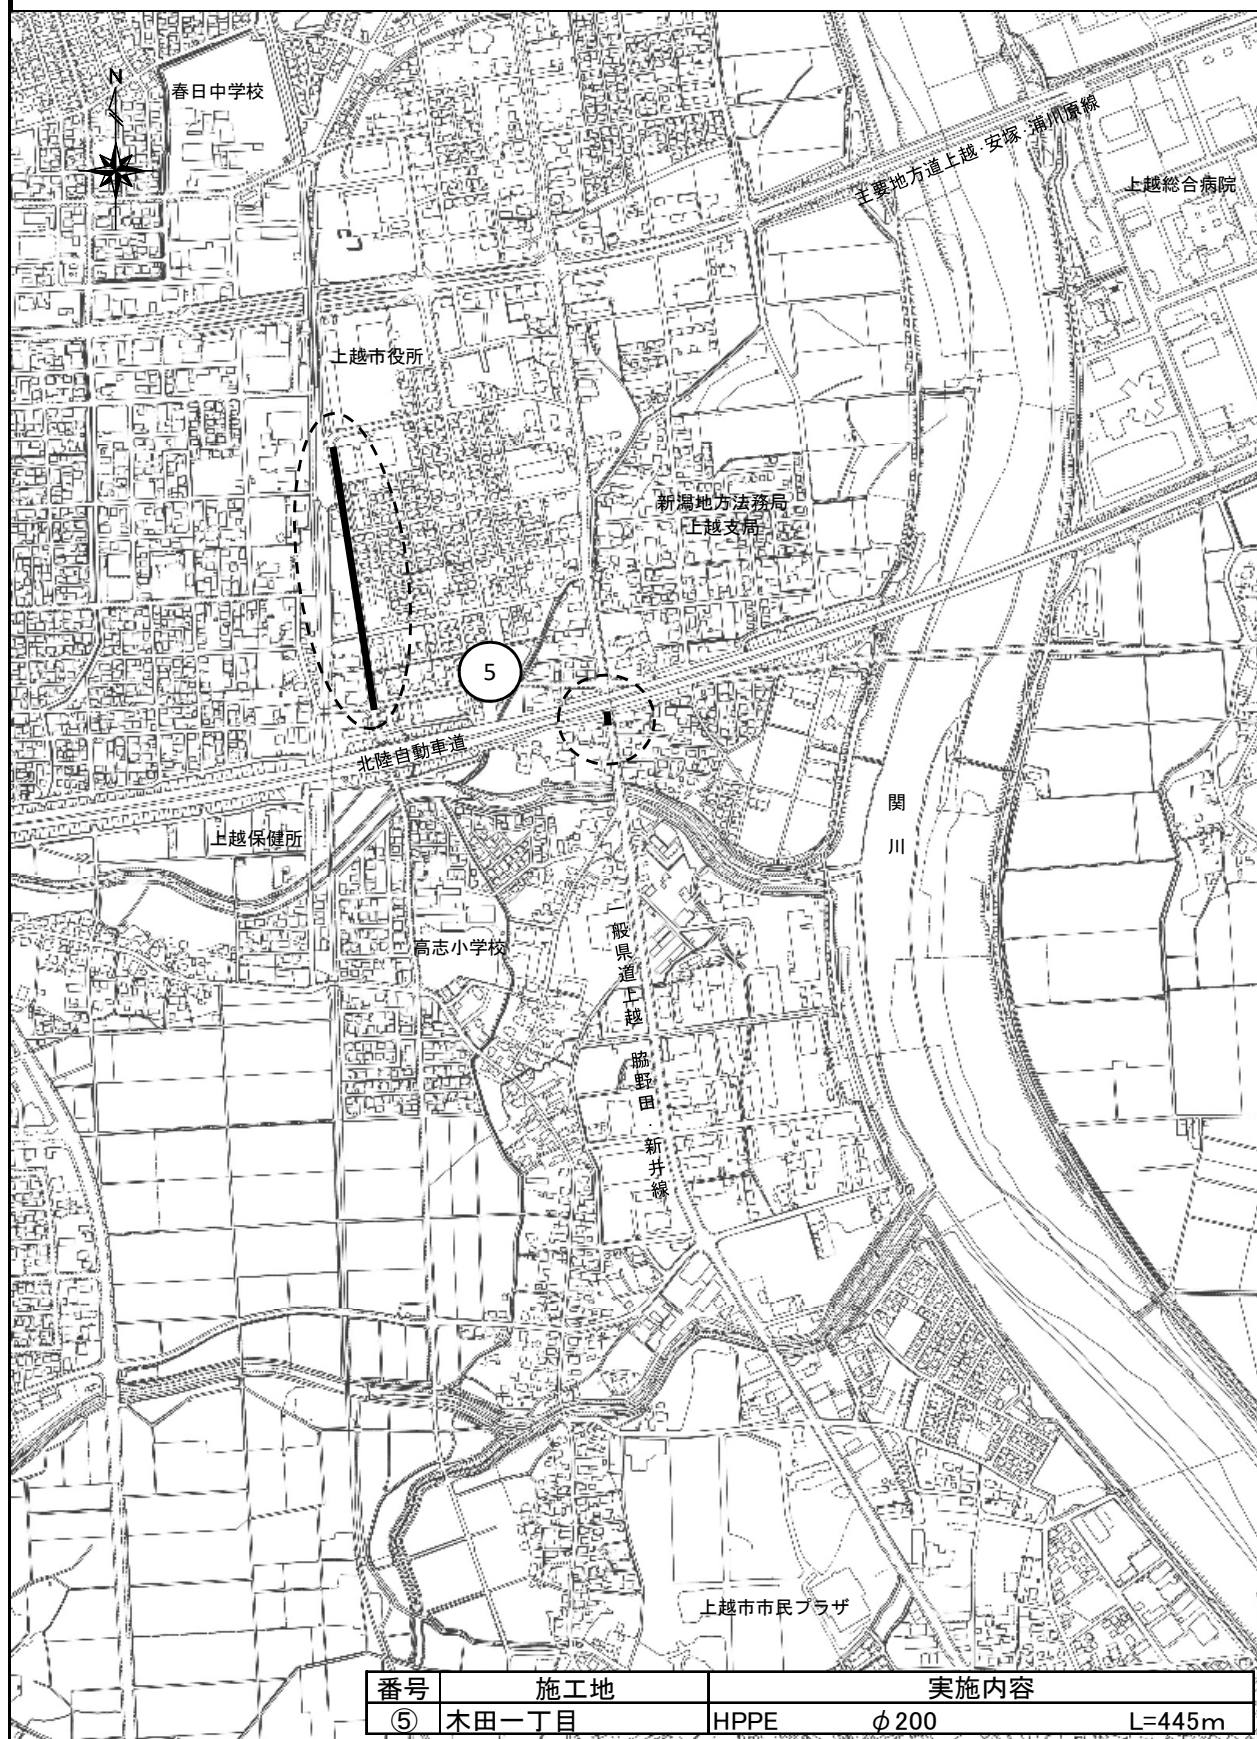 N
春日中学校
主要地方道上越・安塚・浦川原線
上越総合病院
上越市役所
新潟地方法務局
上越支局
5
北陸自動車道
関川
上越保健所
高志小学校
一般県道上越 脇野田・新井線
上越市市民プラザ
番号 施工地 実施内容
⑤ 木田一丁目 HPPE φ200 L=445m